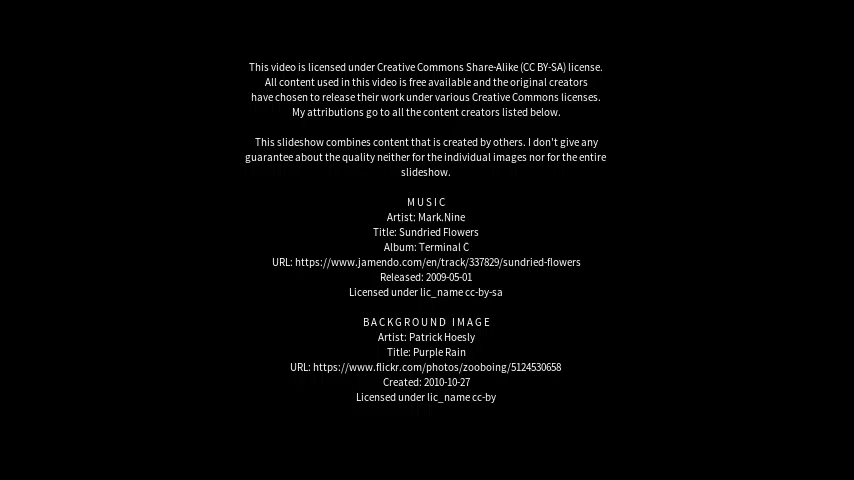 This video is licensed under Creative Commons Share-Alike (CC BY-SA) license.
All content used in this video is free available and the original creators
have chosen to release their work under various Creative Commons licenses.
My attributions go to all the content creators listed below.
This slideshow combines content that is created by others. I don't give any
guarantee about the quality neither for the individual images nor for the entire
slideshow.
MUSIC
Artist: Mark.Nine
Title: Sundried Flowers
Album: Terminal C
URL: https://www.jamendo.com/en/track/337829/sundried-flowers
Released: 2009-05-01
Licensed under lic_name cc-by-sa
BACKGROUND IMAGE
Artist: Patrick Hoesly
Title: Purple Rain
URL: https://www.flickr.com/photos/zooboing/5124530658
Created: 2010-10-27
Licensed under lic_name cc-by